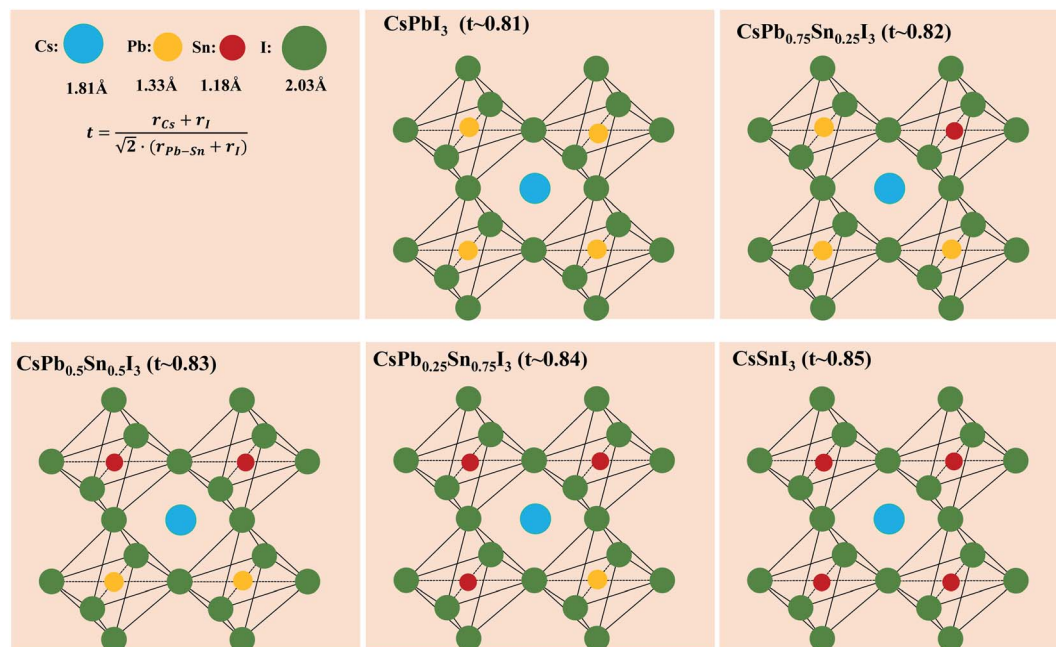 Cs: Pb: Sn: I:
1.81Å 1.33Å 1.18Å 2.03Å
t = (r_Cs + r_I) / (√2 · (r_Pb−Sn + r_I))
CsPbI₃ (t~0.81)
CsPb₀.₇₅Sn₀.₂₅I₃ (t~0.82)
CsPb₀.₅Sn₀.₅I₃ (t~0.83)
CsPb₀.₂₅Sn₀.₇₅I₃ (t~0.84)
CsSnI₃ (t~0.85)